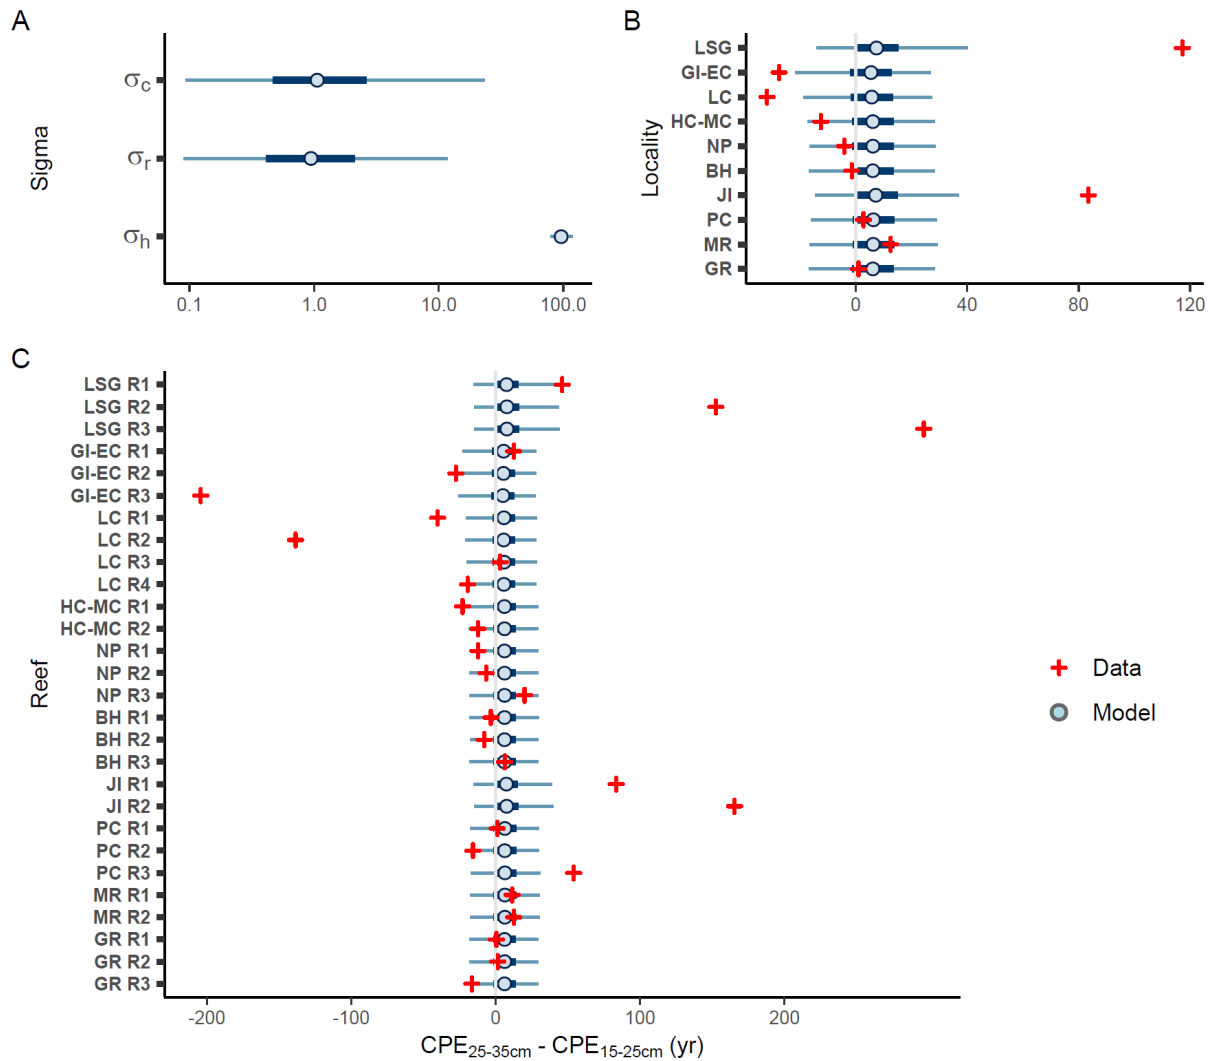 A
Sigma
σc
σr
σh
0.1 1.0 10.0 100.0
B
Locality
LSG
GI-EC
LC
HC-MC
NP
BH
JI
PC
MR
GR
0 40 80 120
C
Reef
LSG R1
LSG R2
LSG R3
GI-EC R1
GI-EC R2
GI-EC R3
LC R1
LC R2
LC R3
LC R4
HC-MC R1
HC-MC R2
NP R1
NP R2
NP R3
BH R1
BH R2
BH R3
JI R1
JI R2
PC R1
PC R2
PC R3
MR R1
MR R2
GR R1
GR R2
GR R3
-200 -100 0 100 200
CPE25-35cm - CPE15-25cm (yr)
Data
Model